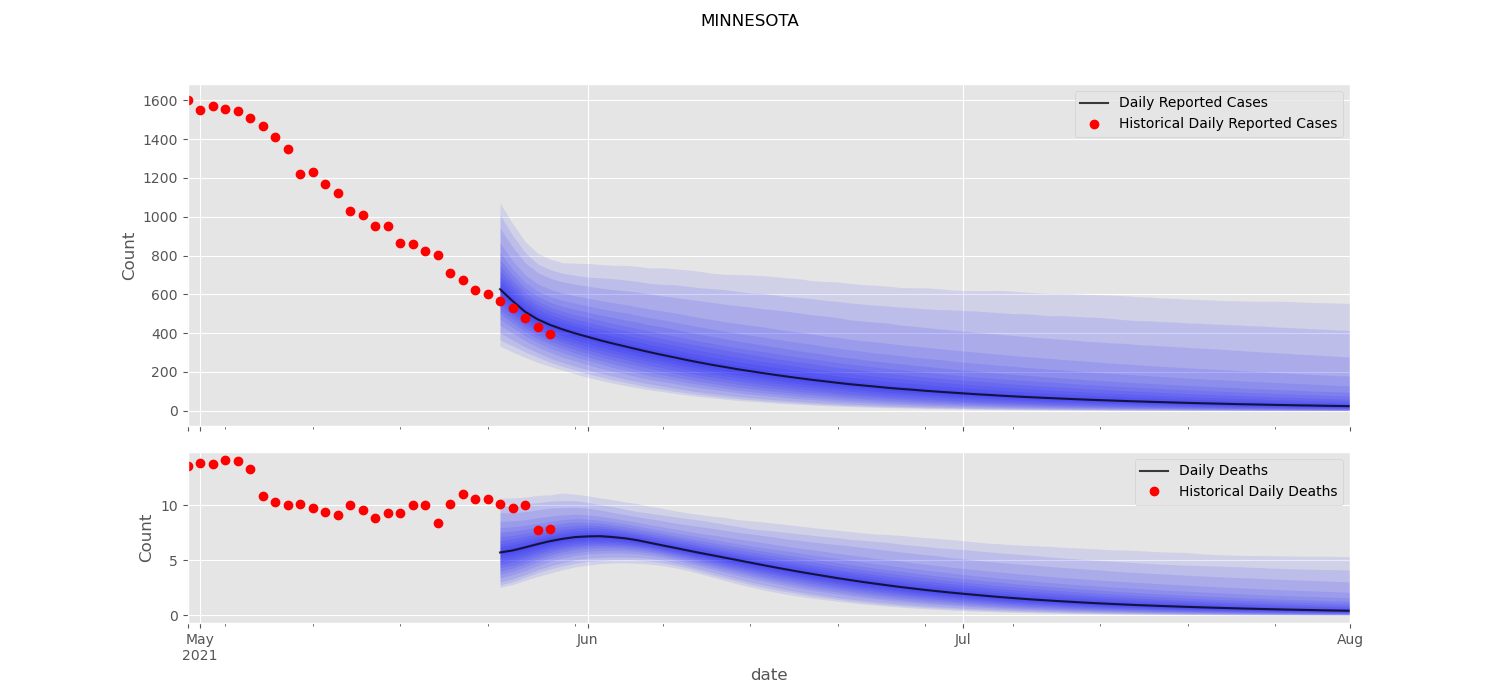 MINNESOTA
1600
1400
1200
1000
800
600
400
200
0
Count
Daily Reported Cases
Historical Daily Reported Cases
10
5
0
Count
Daily Deaths
Historical Daily Deaths
May
2021
Jun
Jul
Aug
date